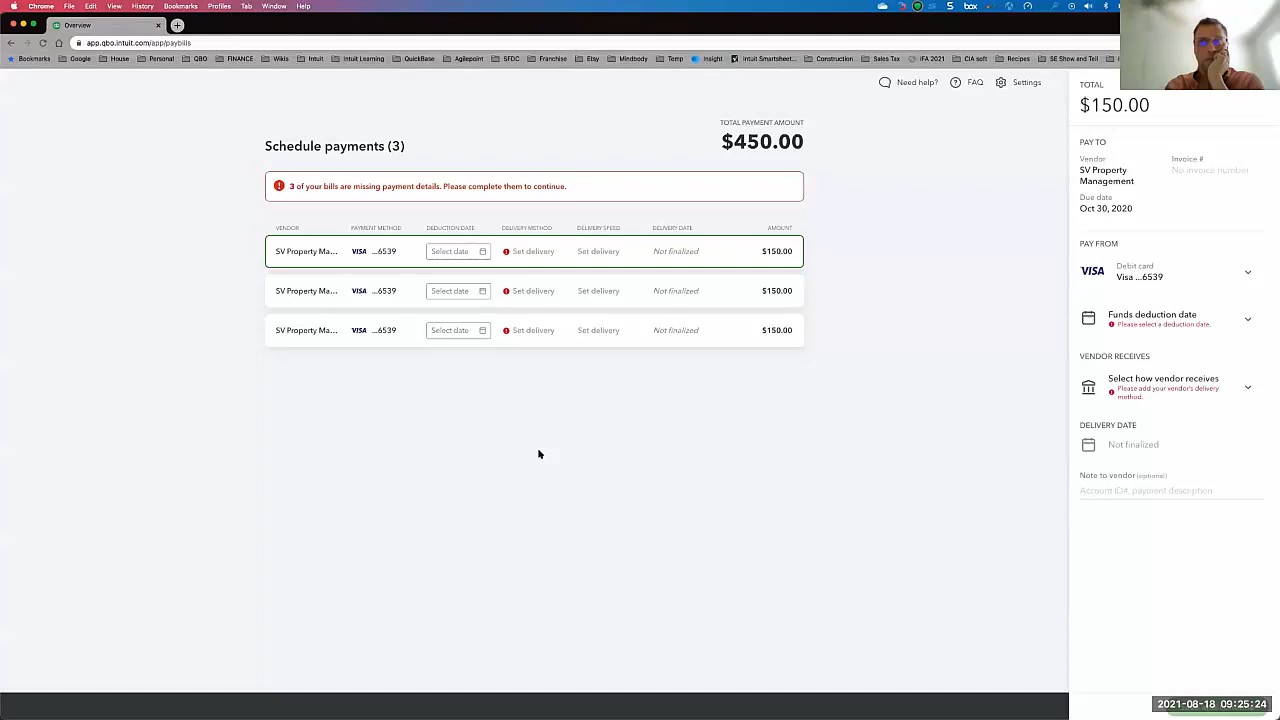 Chrome File Edit View History Bookmarks Profiles Tab Window Help
S box
Overview
app.qbo.intuit.com/app/paybills
Bookmarks Google House Personal QBO FINANCE Wikis Intuit Intuit Learning QuickBase Agilepoint SFDC Franchise Etsy Mindbody Temp Insight Intuit Smartsheet... Construction Sales Tax IFA 2021 CIA soft Recipes SE Show and Tell
Need help? FAQ Settings
TOTAL PAYMENT AMOUNT
Schedule payments (3) $450.00
3 of your bills are missing payment details. Please complete them to continue.
VENDOR PAYMENT METHOD DEDUCTION DATE DELIVERY METHOD DELIVERY SPEED DELIVERY DATE AMOUNT
SV Property Ma... VISA ...6539 Select date Set delivery Set delivery Not finalized $150.00
SV Property Ma... VISA ...6539 Select date Set delivery Set delivery Not finalized $150.00
SV Property Ma... VISA ...6539 Select date Set delivery Set delivery Not finalized $150.00
TOTAL
$150.00
PAY TO
Vendor Invoice #
SV Property No invoice number
Management
Due date
Oct 30, 2020
PAY FROM
VISA Debit card
Visa ...6539
Funds deduction date
Please select a deduction date.
VENDOR RECEIVES
Select how vendor receives
Please add your vendor's delivery
method.
DELIVERY DATE
Not finalized
Note to vendor (optional)
Account ID#, payment description
2021-08-18 09:25:24